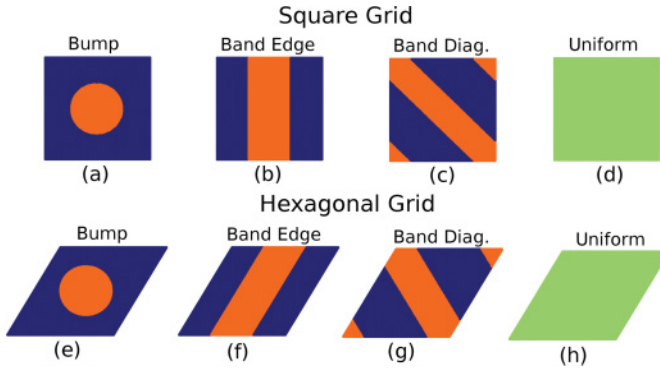 Square Grid
Bump Band Edge Band Diag. Uniform
(a) (b) (c) (d)
Hexagonal Grid
Bump Band Edge Band Diag. Uniform
(e) (f) (g) (h)